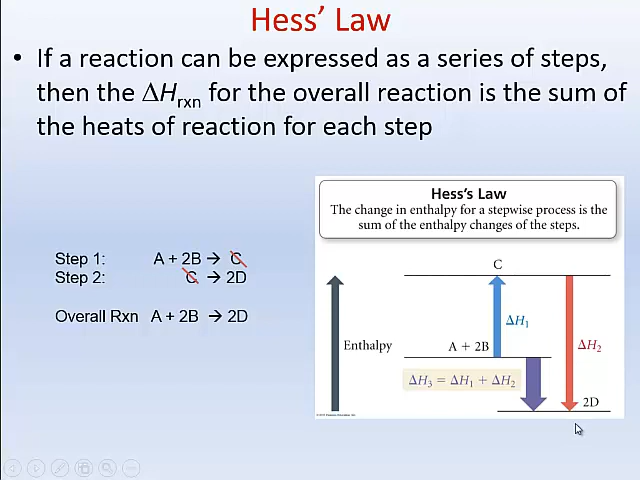 Hess' Law
• If a reaction can be expressed as a series of steps,
then the ΔHrxn for the overall reaction is the sum of
the heats of reaction for each step
Hess's Law
The change in enthalpy for a stepwise process is the
sum of the enthalpy changes of the steps.
Step 1: A + 2B → C
Step 2: C → 2D
Overall Rxn A + 2B → 2D
C
ΔH1
Enthalpy
A + 2B
ΔH2
ΔH3 = ΔH1 + ΔH2
2D